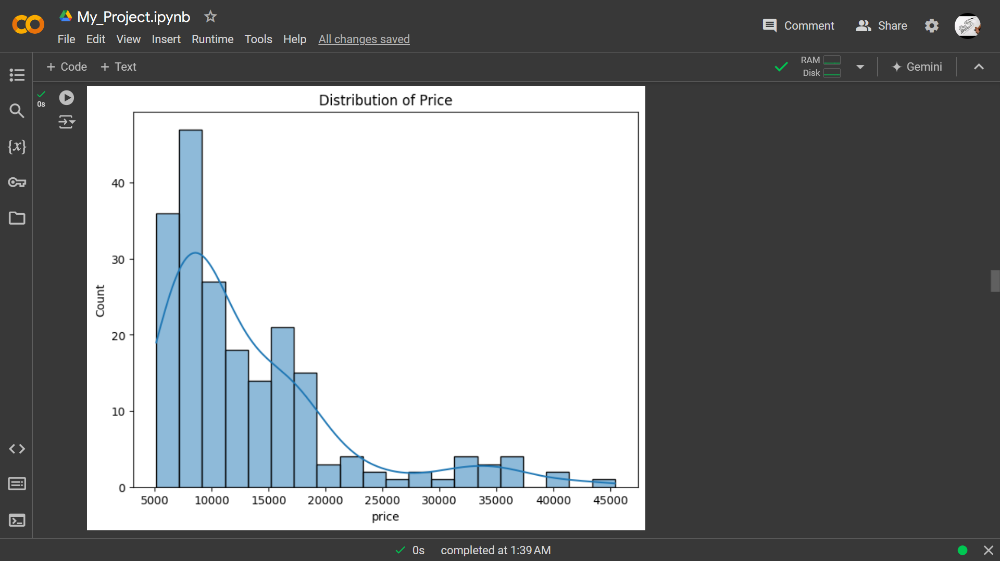 My_Project.ipynb
File Edit View Insert Runtime Tools Help All changes saved
Comment Share
+ Code + Text
RAM
Disk
Gemini
0s
{x}
Distribution of Price
40
30
20
10
0
Count
5000 10000 15000 20000 25000 30000 35000 40000 45000
price
0s completed at 1:39 AM